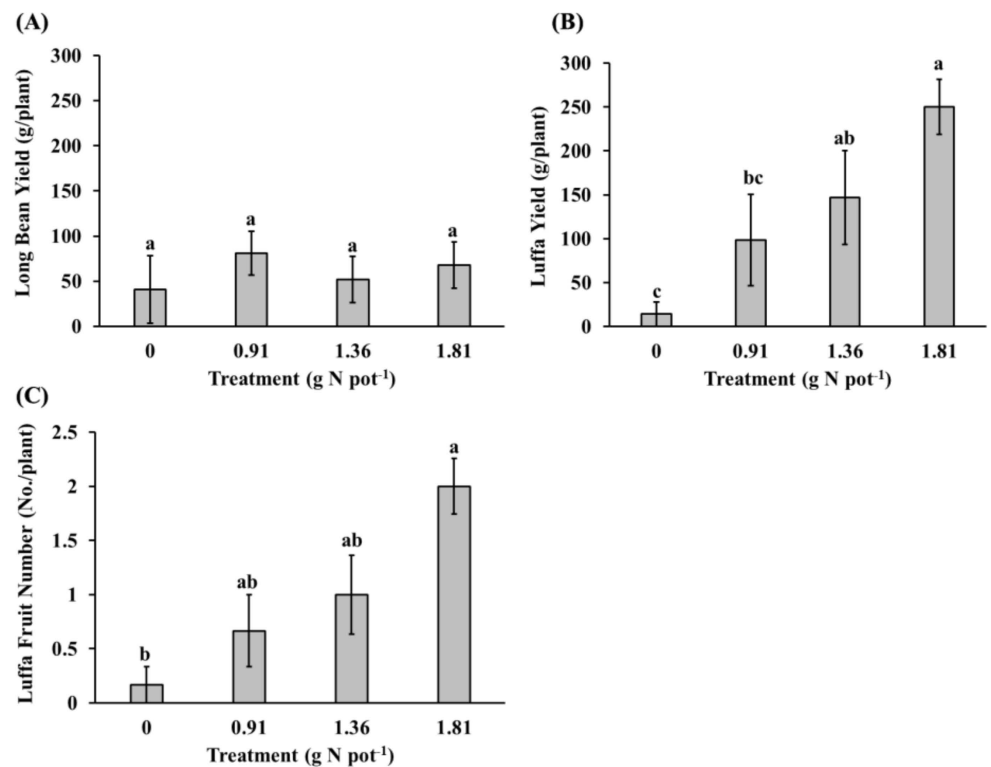 (A)
Long Bean Yield (g/plant)
300
250
200
150
100
50
0
a
a
a
a
0 0.91 1.36 1.81
Treatment (g N pot⁻¹)
(B)
Luffa Yield (g/plant)
300
250
200
150
100
50
0
c
bc
ab
a
0 0.91 1.36 1.81
Treatment (g N pot⁻¹)
(C)
Luffa Fruit Number (No./plant)
2.5
2
1.5
1
0.5
0
b
ab
ab
a
0 0.91 1.36 1.81
Treatment (g N pot⁻¹)